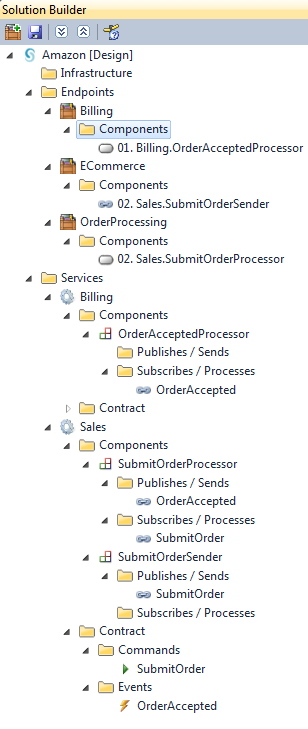 Solution Builder
Amazon [Design]
Infrastructure
Endpoints
Billing
Components
01. Billing.OrderAcceptedProcessor
ECommerce
Components
02. Sales.SubmitOrderSender
OrderProcessing
Components
02. Sales.SubmitOrderProcessor
Services
Billing
Components
OrderAcceptedProcessor
Publishes / Sends
Subscribes / Processes
OrderAccepted
Contract
Sales
Components
SubmitOrderProcessor
Publishes / Sends
OrderAccepted
Subscribes / Processes
SubmitOrder
SubmitOrderSender
Publishes / Sends
SubmitOrder
Subscribes / Processes
Contract
Commands
SubmitOrder
Events
OrderAccepted